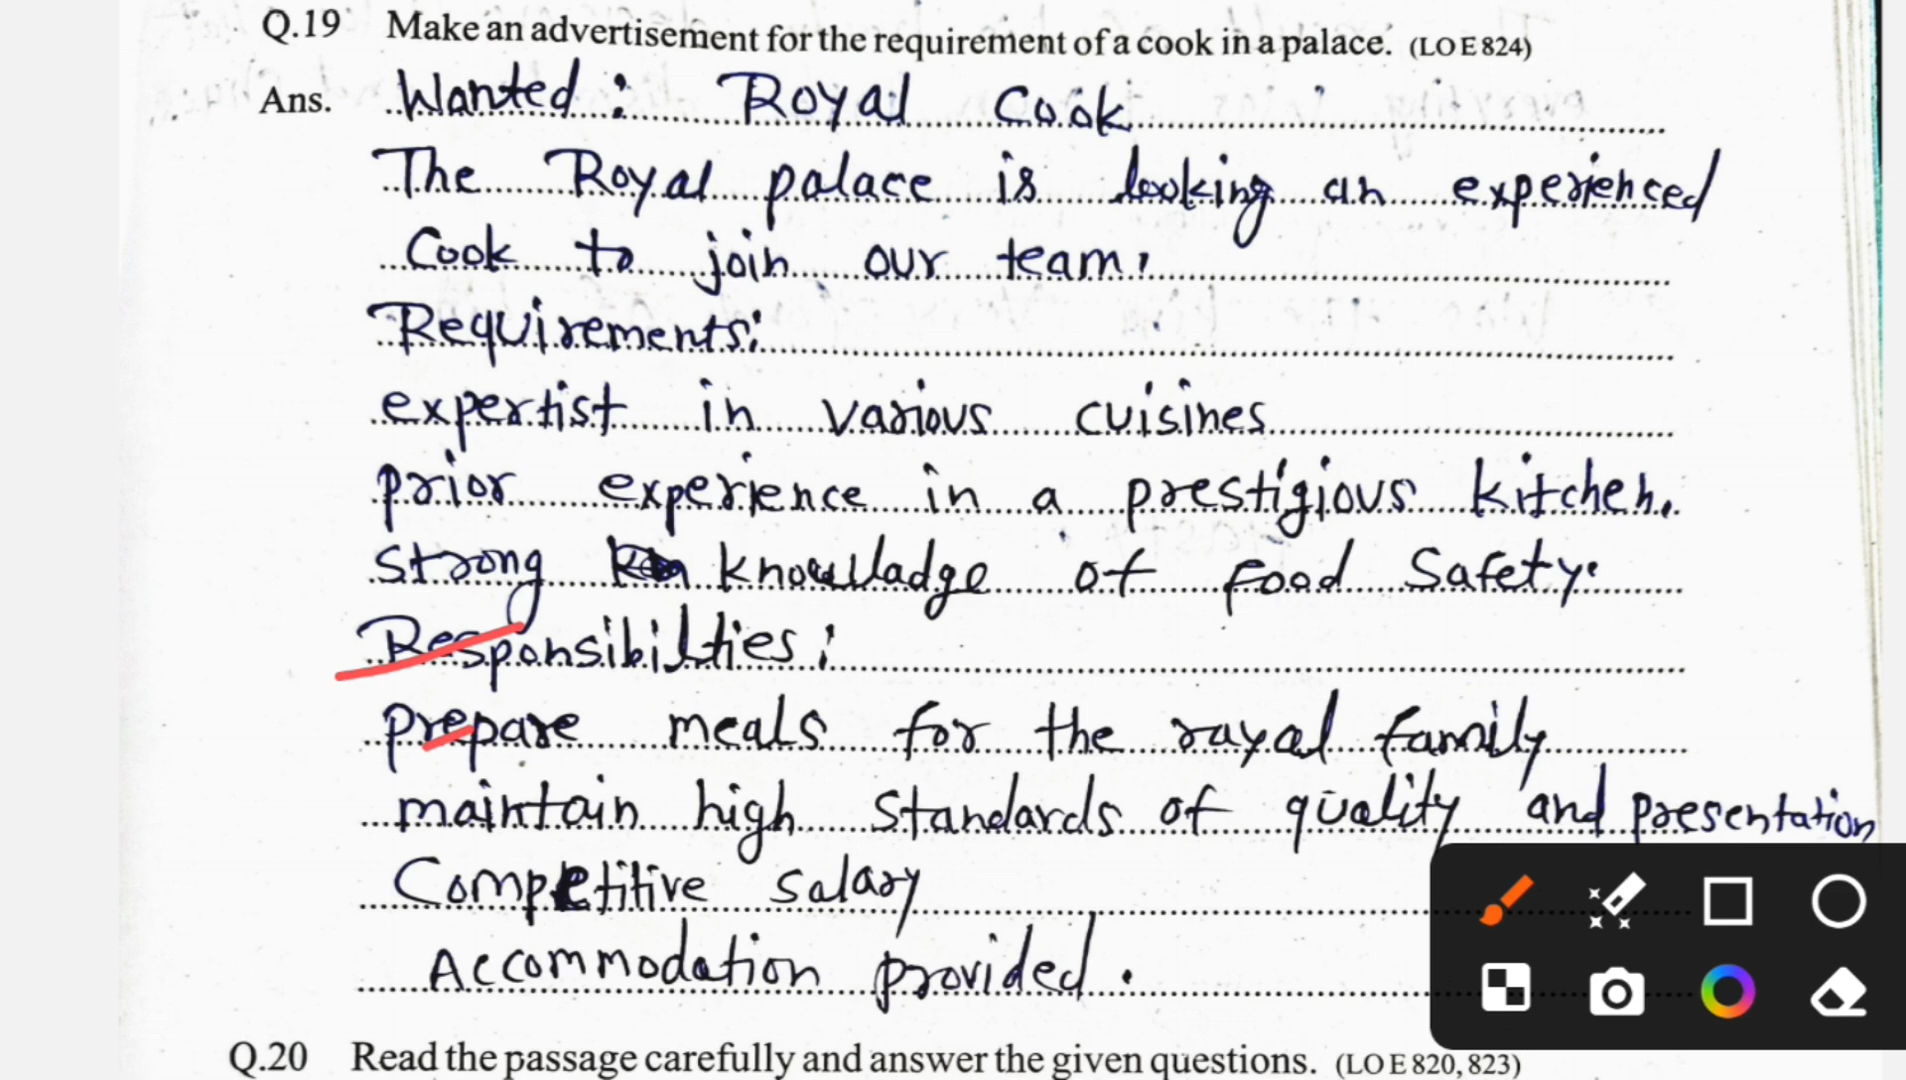 Q.19 Make an advertisement for the requirement of a cook in a palace. (LO E 824)
Ans. Wanted: Royal Cook
The Royal palace is looking an experienced
Cook to join our team.
Requirements:
expertist in various cuisines
prior experience in a prestigious kitchen.
strong knowlladge of food Safety.
Responsibilties:
prepare meals for the rayal family
maintain high standards of quality and presentation
Competitive salary
Accommodation provided.
Q.20 Read the passage carefully and answer the given questions. (LO E 820, 823)